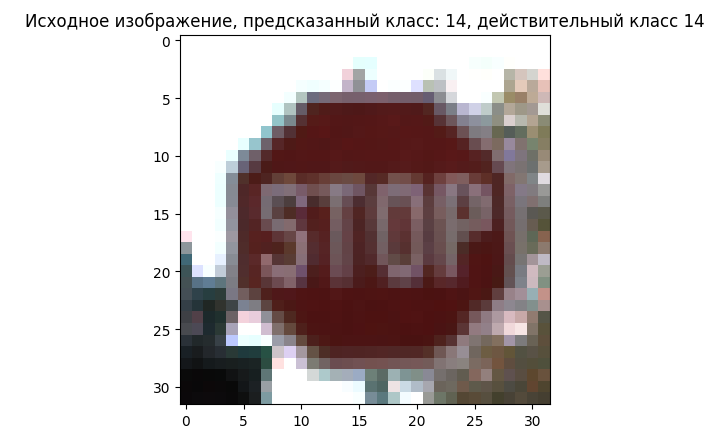 Исходное изображение, предсказанный класс: 14, действительный класс 14
0
5
10
15
20
25
30
STOP
0 5 10 15 20 25 30